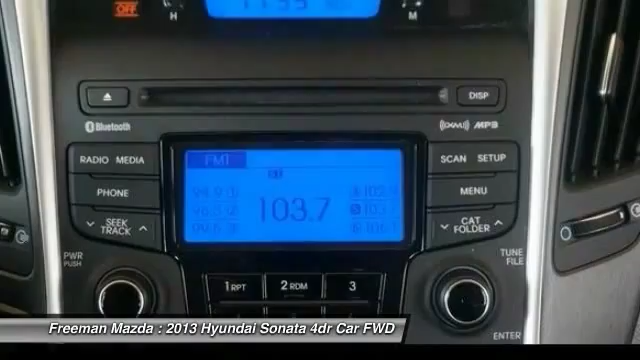 OFF H M
DISP
Bluetooth ((XM)) MP3
RADIO MEDIA FM1 SCAN SETUP
PHONE 103.7 MENU
SEEK TRACK CAT FOLDER
PWR PUSH TUNE FILE
1 RPT 2 RDM 3
ENTER
Freeman Mazda : 2013 Hyundai Sonata 4dr Car FWD